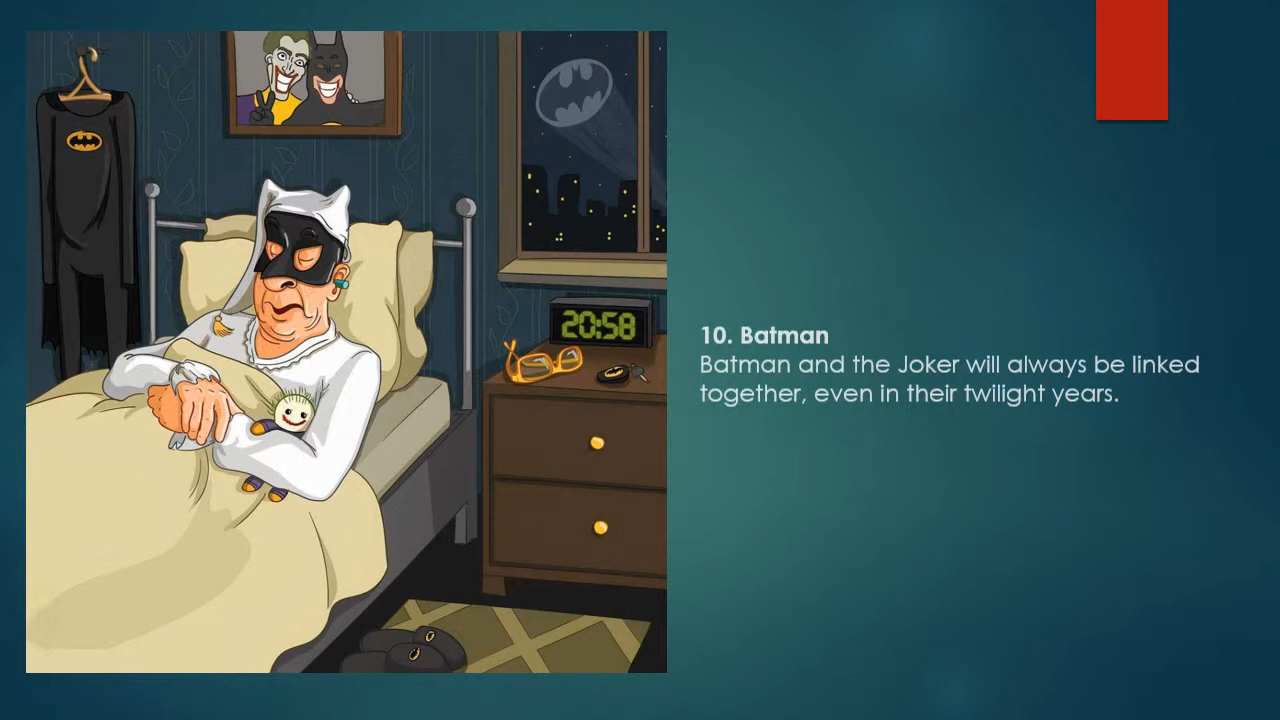 20:58
10. Batman
Batman and the Joker will always be linked
together, even in their twilight years.